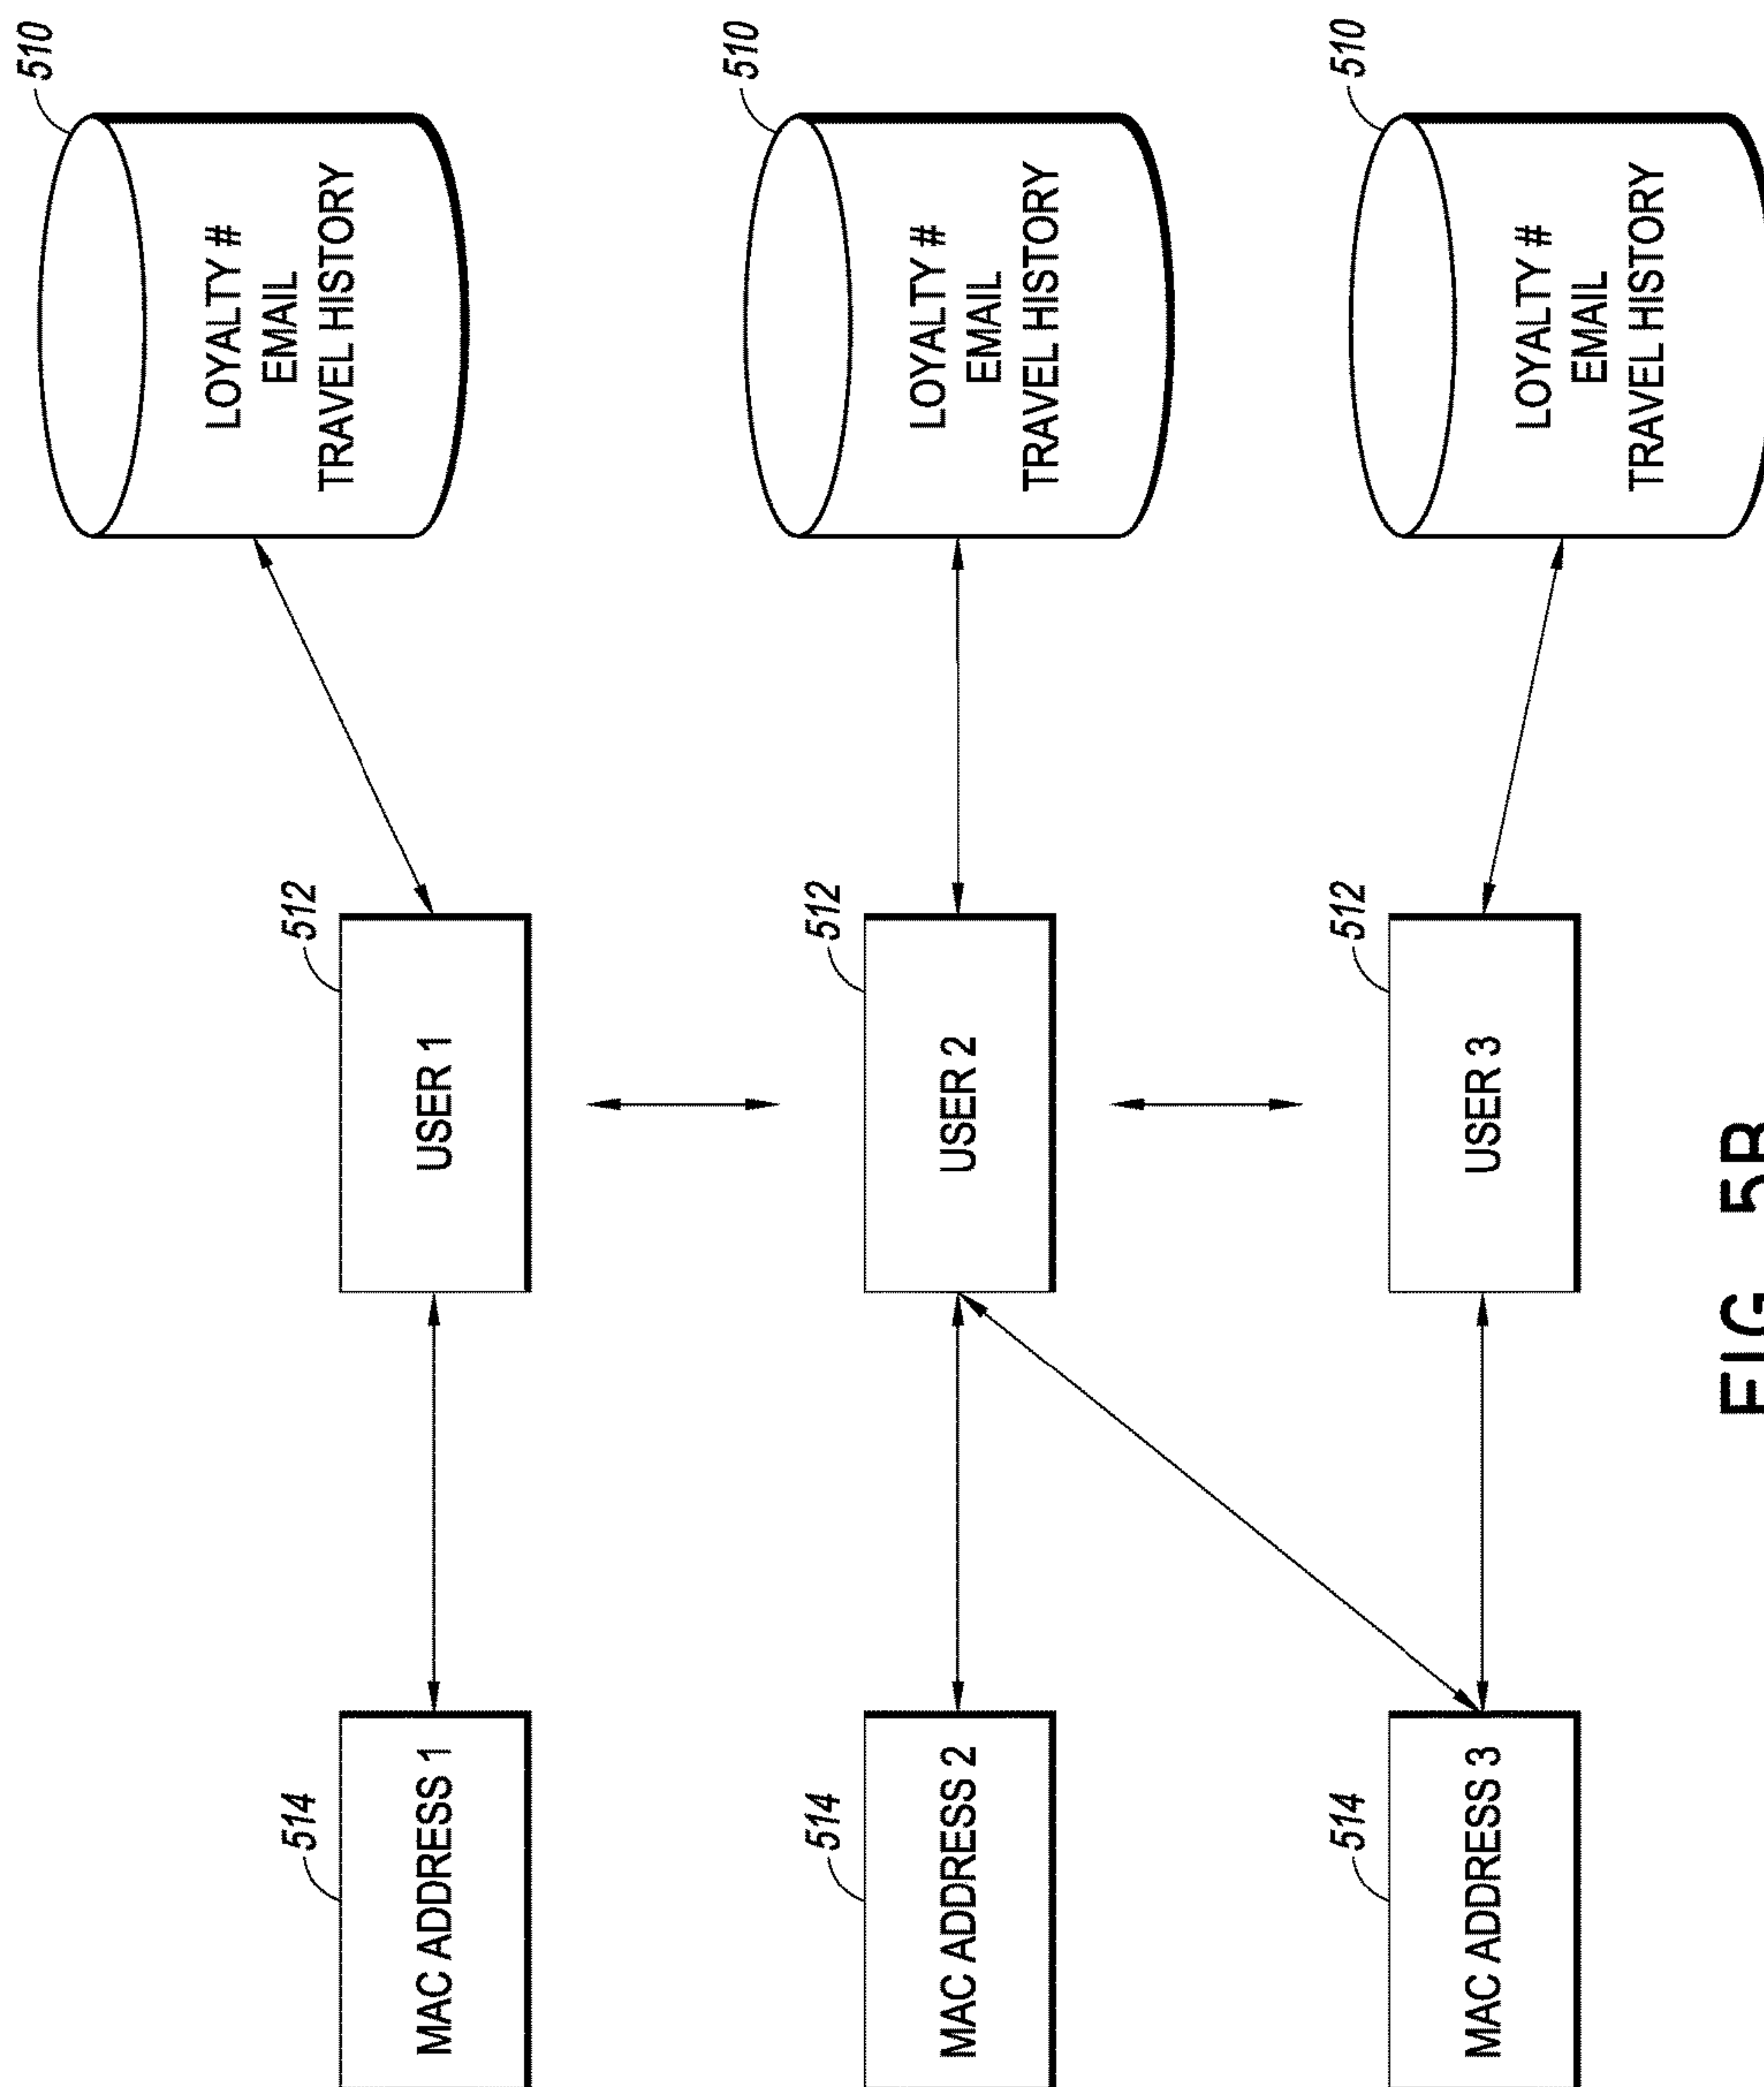 514
MAC ADDRESS 1
512
USER 1
510
LOYALTY #
EMAIL
TRAVEL HISTORY
514
MAC ADDRESS 2
512
USER 2
510
LOYALTY #
EMAIL
TRAVEL HISTORY
514
MAC ADDRESS 3
512
USER 3
510
LOYALTY #
EMAIL
TRAVEL HISTORY
FIG 5B